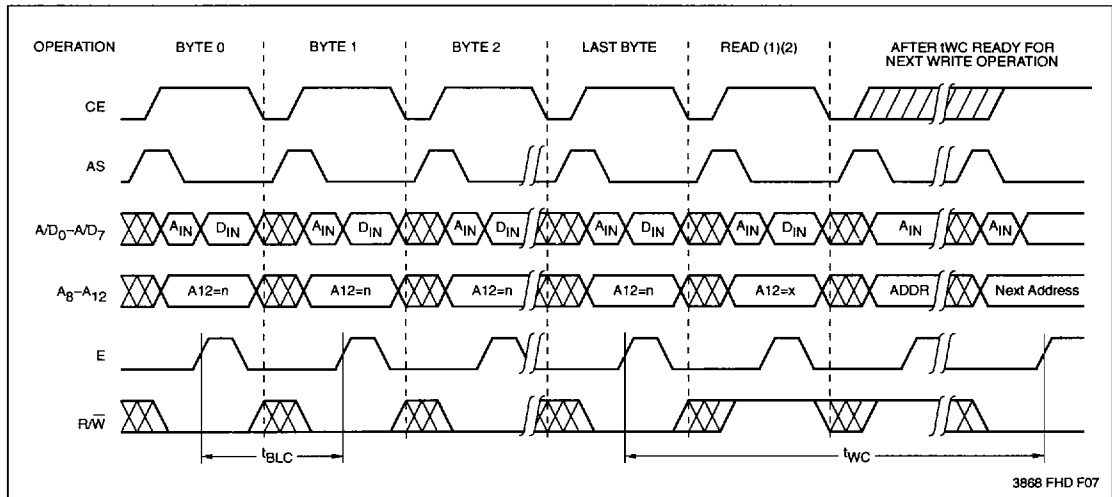 OPERATION BYTE 0 BYTE 1 BYTE 2 LAST BYTE READ (1)(2) AFTER tWC READY FOR
NEXT WRITE OPERATION
CE
AS
A/D0–A/D7 AIN DIN AIN DIN AIN DIN AIN DIN AIN DIN AIN AIN
A8–A12 A12=n A12=n A12=n A12=n A12=x ADDR Next Address
E
R/W̅
tBLC tWC
3868 FHD F07